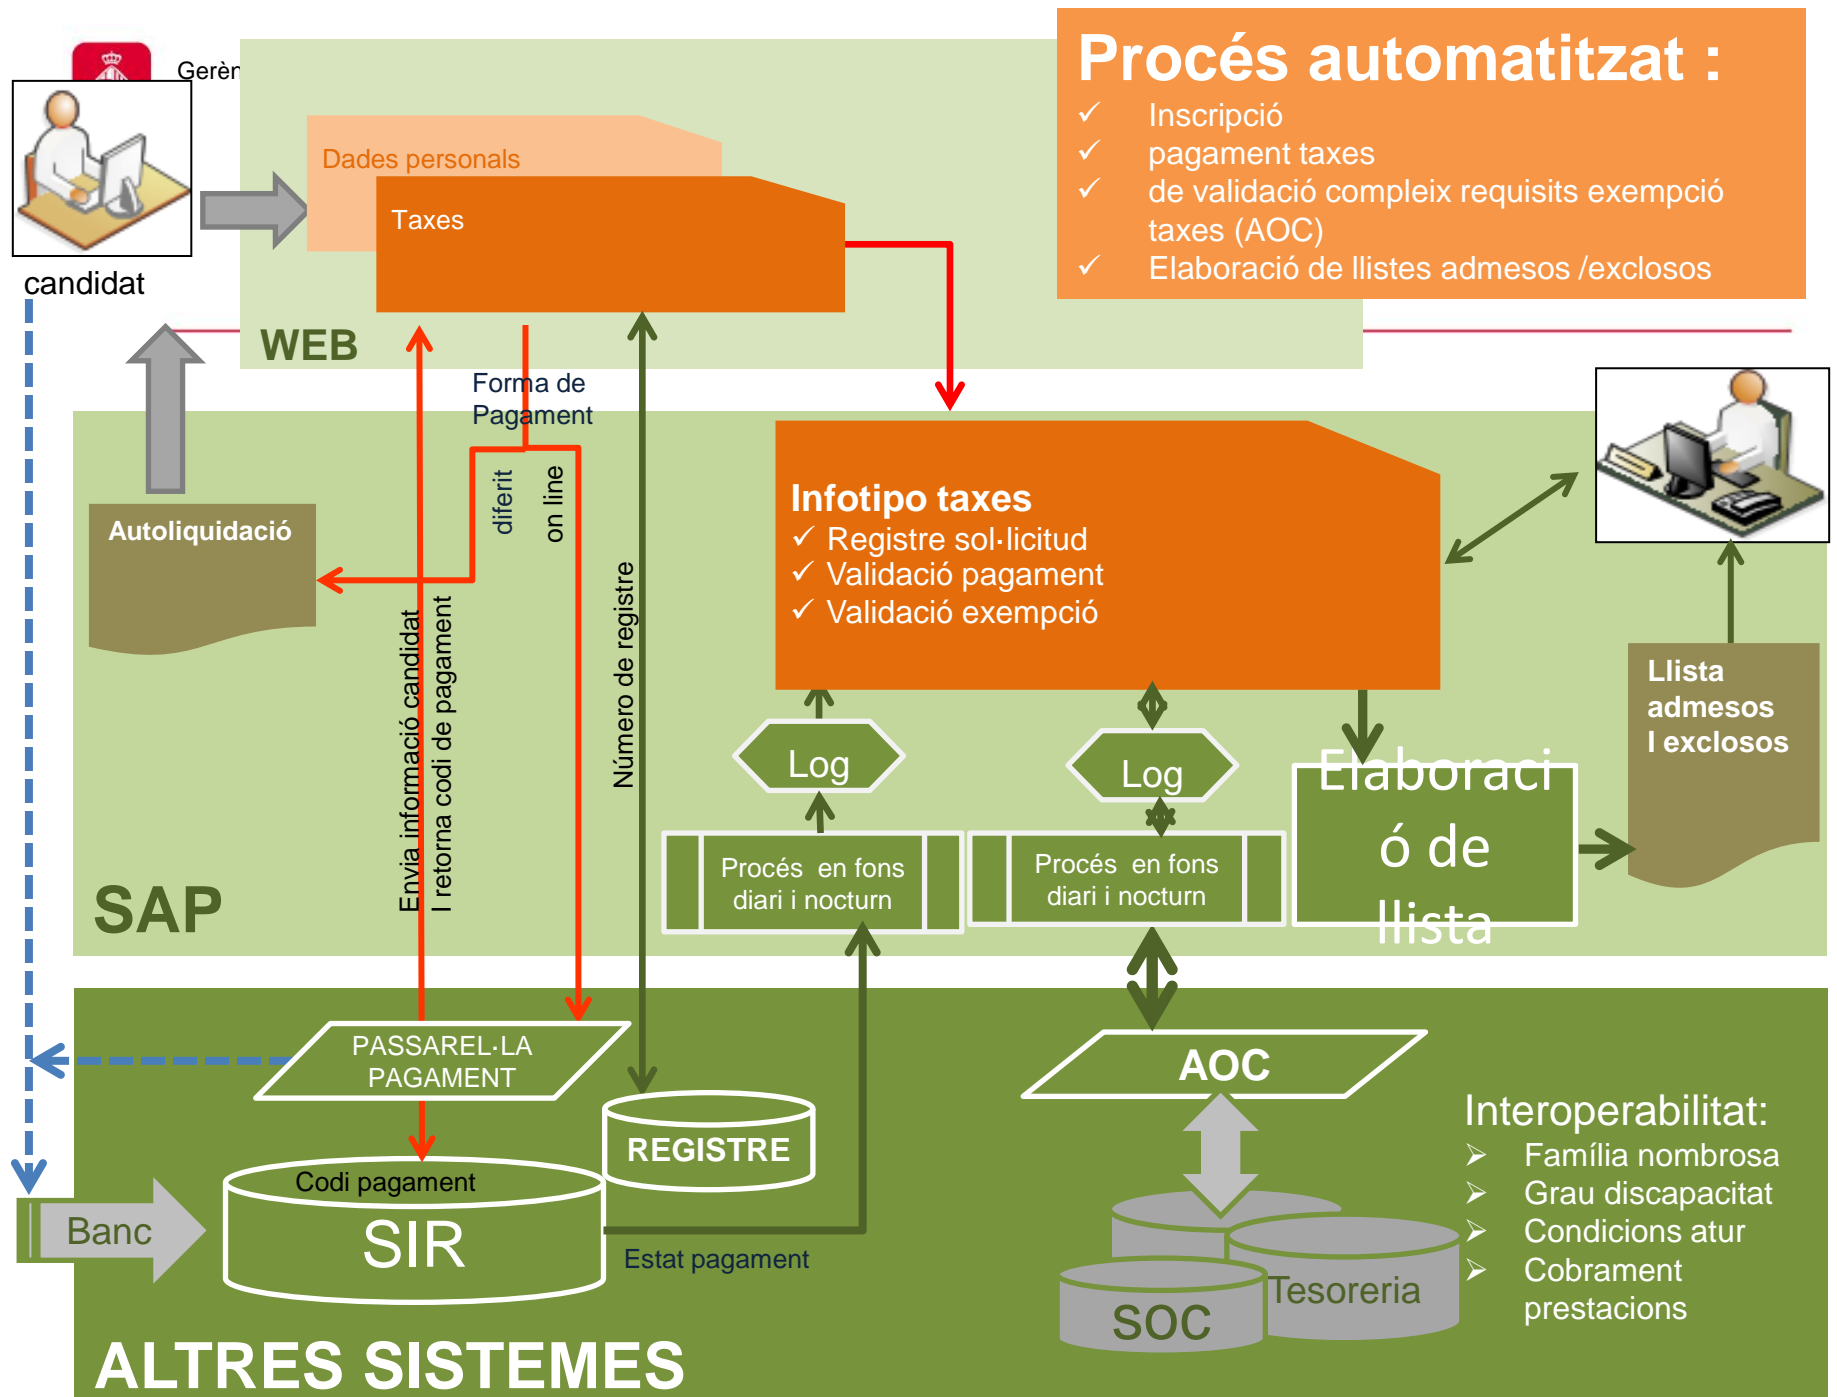 Gerèn
Procés automatitzat :
✓ Inscripció
✓ pagament taxes
✓ de validació compleix requisits exempció
taxes (AOC)
✓ Elaboració de llistes admesos /exclosos
Dades personals
Taxes
candidat
WEB
Forma de
Pagament
diferit
on line
Autoliquidació
Envia informació candidat
I retorna codi de pagament
Número de registre
Infotipo taxes
✓ Registre sol·licitud
✓ Validació pagament
✓ Validació exempció
Llista
admesos
I exclosos
Log
Log
Procés en fons
diari i nocturn
Procés en fons
diari i nocturn
Elaboraci
ó de
llista
SAP
PASSAREL·LA
PAGAMENT
REGISTRE
AOC
Codi pagament
SIR
Banc
Estat pagament
SOC
Tesoreria
Interoperabilitat:
➢ Família nombrosa
➢ Grau discapacitat
➢ Condicions atur
➢ Cobrament
prestacions
ALTRES SISTEMES